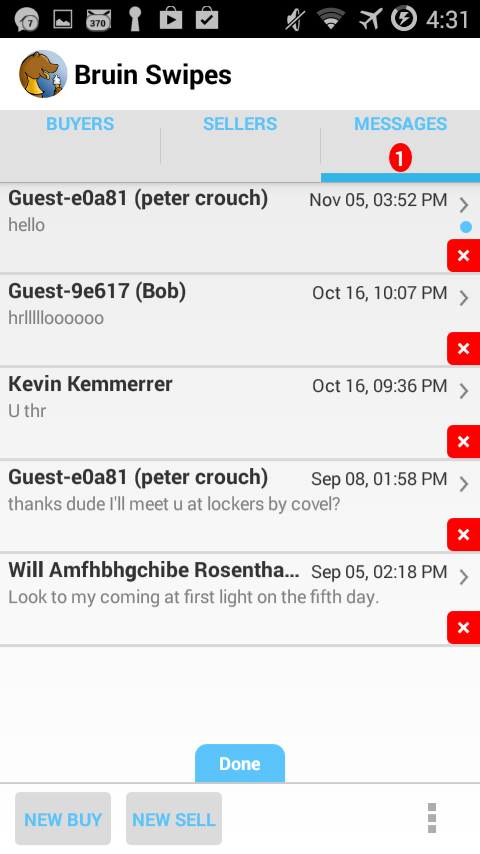 7
370
4:31
Bruin Swipes
BUYERS
SELLERS
MESSAGES
1
Guest-e0a81 (peter crouch)
Nov 05, 03:52 PM
hello
Guest-9e617 (Bob)
Oct 16, 10:07 PM
hrllllloooooo
Kevin Kemmerrer
Oct 16, 09:36 PM
U thr
Guest-e0a81 (peter crouch)
Sep 08, 01:58 PM
thanks dude I'll meet u at lockers by covel?
Will Amfhbhgchibe Rosentha...
Sep 05, 02:18 PM
Look to my coming at first light on the fifth day.
Done
NEW BUY
NEW SELL